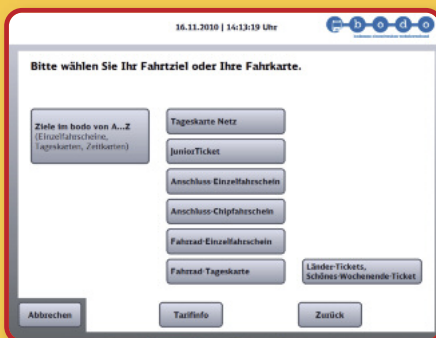 16.11.2010 | 14:13:19 Uhr
bodo
Bitte wählen Sie Ihr Fahrtziel oder Ihre Fahrkarte.
Ziele im bodo von A...Z
(Einzelfahrscheine,
Tageskarten, Zeitkarten)
Tageskarte Netz
JuniorTicket
Anschluss-Einzelfahrschein
Anschluss-Chipfahrschein
Fahrrad-Einzelfahrschein
Fahrrad-Tageskarte
Länder-Tickets,
Schönes-Wochenende-Ticket
Abbrechen
Tarifinfo
Zurück